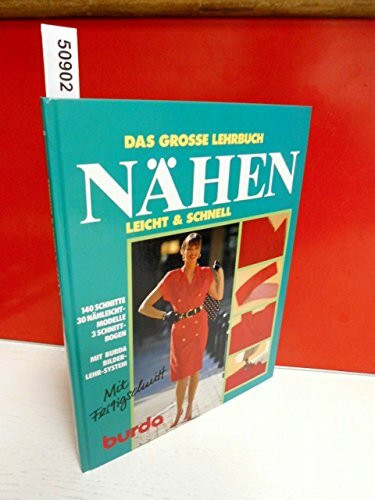 50902
DAS GROSSE LEHRBUCH
NÄHEN
LEICHT & SCHNELL
140 SCHNITTE
30 NÄHLEICHT-
MODELLE
3 SCHNITT-
BOGEN
MIT BURDA
BILDER-
LEHR-SYSTEM
Mit
Fertigschnitt
burda